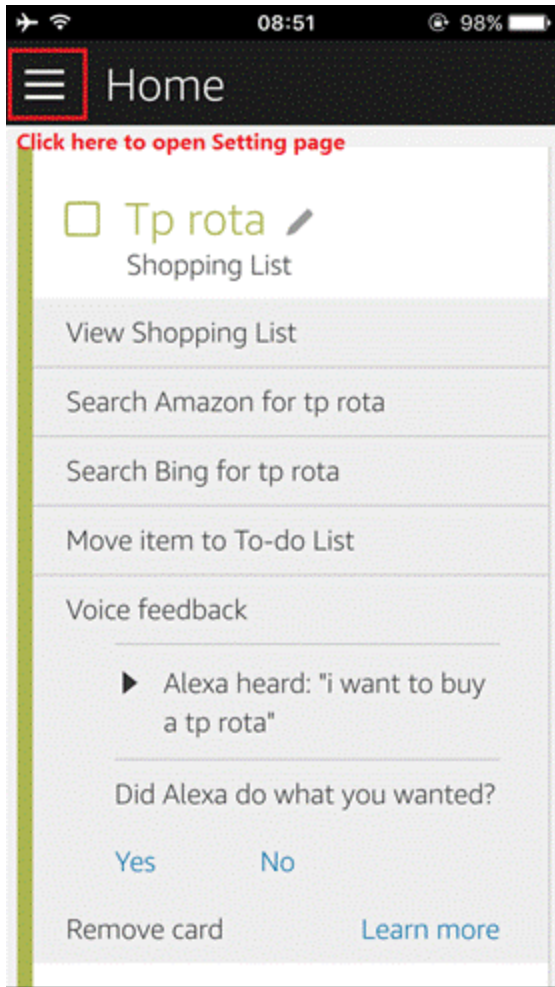 08:51 98%
Home
Click here to open Setting page
Tp rota
Shopping List
View Shopping List
Search Amazon for tp rota
Search Bing for tp rota
Move item to To-do List
Voice feedback
Alexa heard: "i want to buy
a tp rota"
Did Alexa do what you wanted?
Yes No
Remove card Learn more